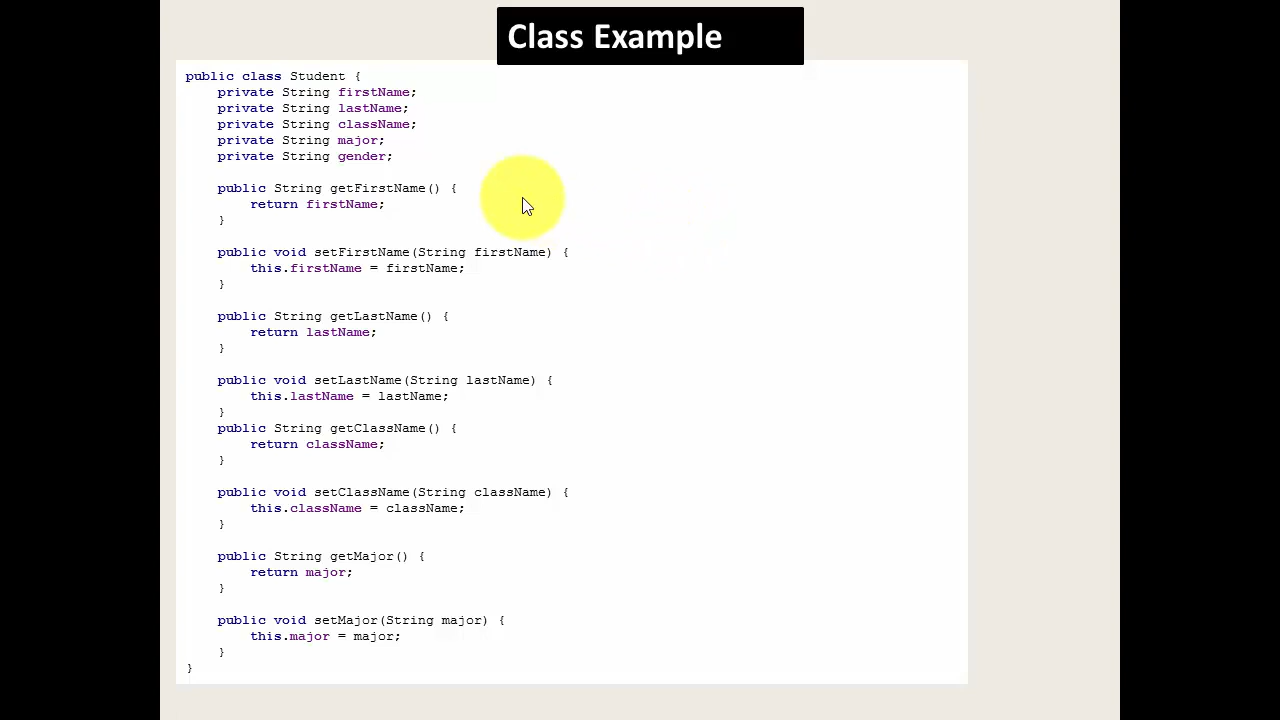 Class Example
public class Student {
    private String firstName;
    private String lastName;
    private String className;
    private String major;
    private String gender;

    public String getFirstName() {
        return firstName;
    }

    public void setFirstName(String firstName) {
        this.firstName = firstName;
    }

    public String getLastName() {
        return lastName;
    }

    public void setLastName(String lastName) {
        this.lastName = lastName;
    }
    public String getClassName() {
        return className;
    }

    public void setClassName(String className) {
        this.className = className;
    }

    public String getMajor() {
        return major;
    }

    public void setMajor(String major) {
        this.major = major;
    }
}